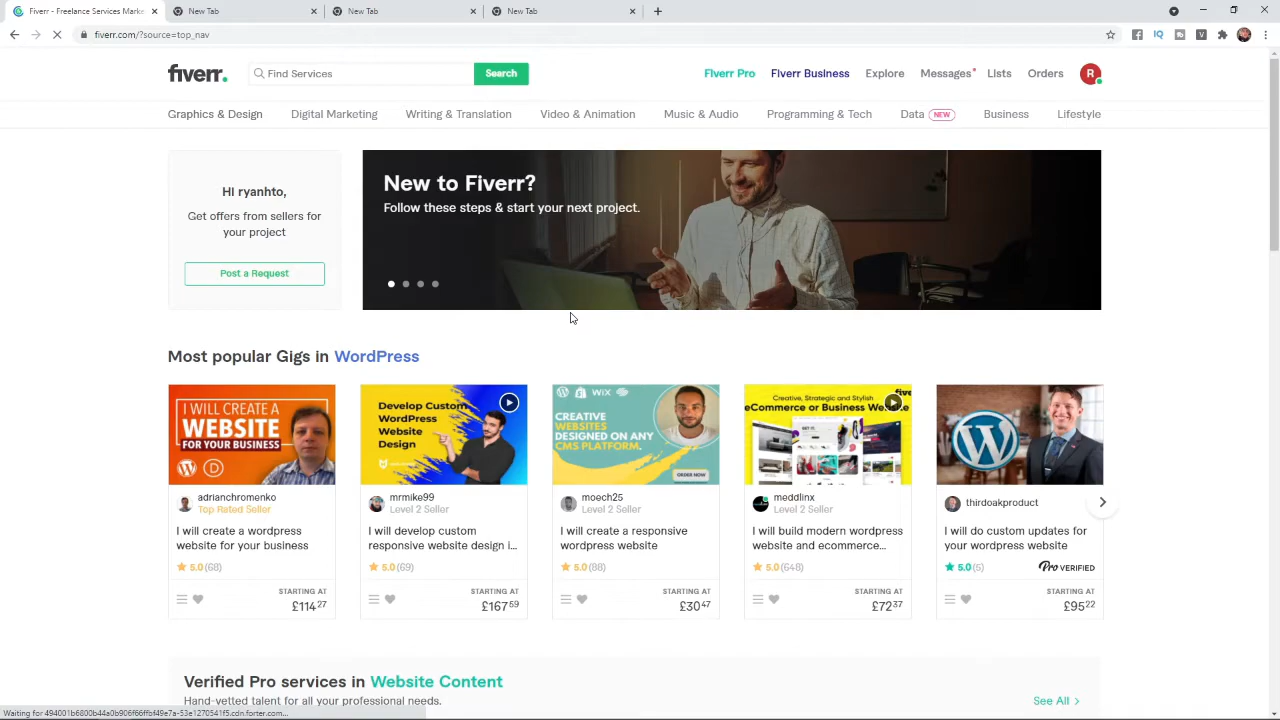 Fiverr - Freelance Services Marke
New Tab
New Tab
New Tab
fiverr.com/?source=top_nav
fiverr.
Find Services
Search
Fiverr Pro
Fiverr Business
Explore
Messages
Lists
Orders
R
Graphics & Design
Digital Marketing
Writing & Translation
Video & Animation
Music & Audio
Programming & Tech
Data NEW
Business
Lifestyle
Hi ryanhto,
Get offers from sellers for
your project
Post a Request
New to Fiverr?
Follow these steps & start your next project.
Most popular Gigs in WordPress
I WILL CREATE A
WEBSITE
FOR YOUR BUSINESS
adrianchromenko
Top Rated Seller
I will create a wordpress
website for your business
5.0 (68)
STARTING AT
£114.27
Develop Custom
WordPress
Website
Design
mrmike99
Level 2 Seller
I will develop custom
responsive website design i...
5.0 (69)
STARTING AT
£167.59
WiX
CREATIVE
WEBSITES
DESIGNED ON ANY
CMS PLATFORM.
ORDER NOW
moech25
Level 2 Seller
I will create a responsive
wordpress website
5.0 (88)
STARTING AT
£30.47
Creative, Strategic and Stylish
eCommerce or Business Website
meddlinx
Level 2 Seller
I will build modern wordpress
website and ecommerce...
5.0 (648)
STARTING AT
£72.37
thirdoakproduct
I will do custom updates for
your wordpress website
5.0 (5)
Pro VERIFIED
STARTING AT
£95.22
Verified Pro services in Website Content
Hand-vetted talent for all your professional needs.
See All